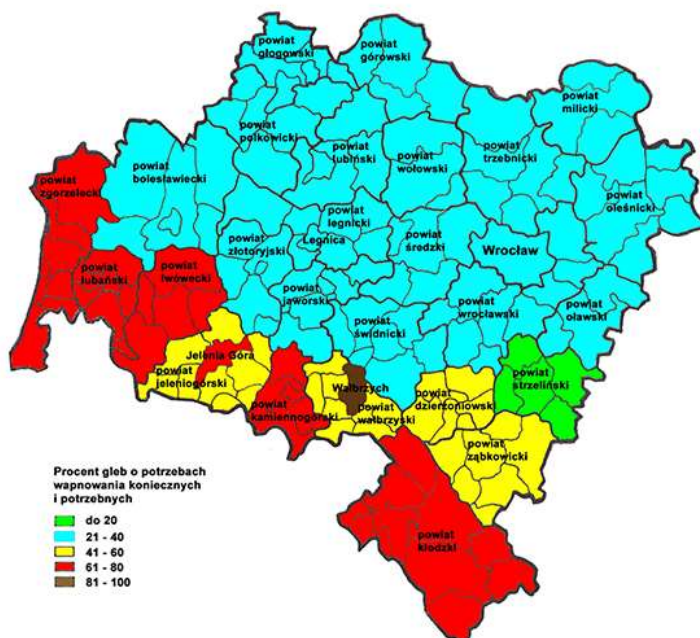 powiat
głogowski
powiat
górowski
powiat
milicki
powiat
polkowicki
powiat
lubiński
powiat
wołowski
powiat
trzebnicki
powiat
zgorzelecki
powiat
bolesławiecki
powiat
oleśnicki
powiat
legnicki
Legnica
powiat
złotoryjski
powiat
średzki
Wrocław
powiat
lubański
powiat
lwówecki
powiat
jaworski
powiat
świdnicki
powiat
wrocławski
powiat
oławski
Jelenia Góra
powiat
jeleniogórski
powiat
kamiennogórski
Wałbrzych
powiat
wałbrzyski
powiat
dzierżoniowski
powiat
strzeliński
powiat
ząbkowicki
powiat
kłodzki
Procent gleb o potrzebach
wapnowania koniecznych
i potrzebnych
do 20
21 - 40
41 - 60
61 - 80
81 - 100